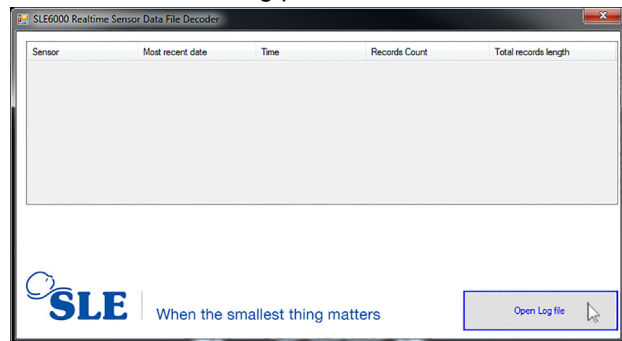 SLE6000 Realtime Sensor Data File Decoder
Sensor Most recent date Time Records Count Total records length
SLE When the smallest thing matters
Open Log file